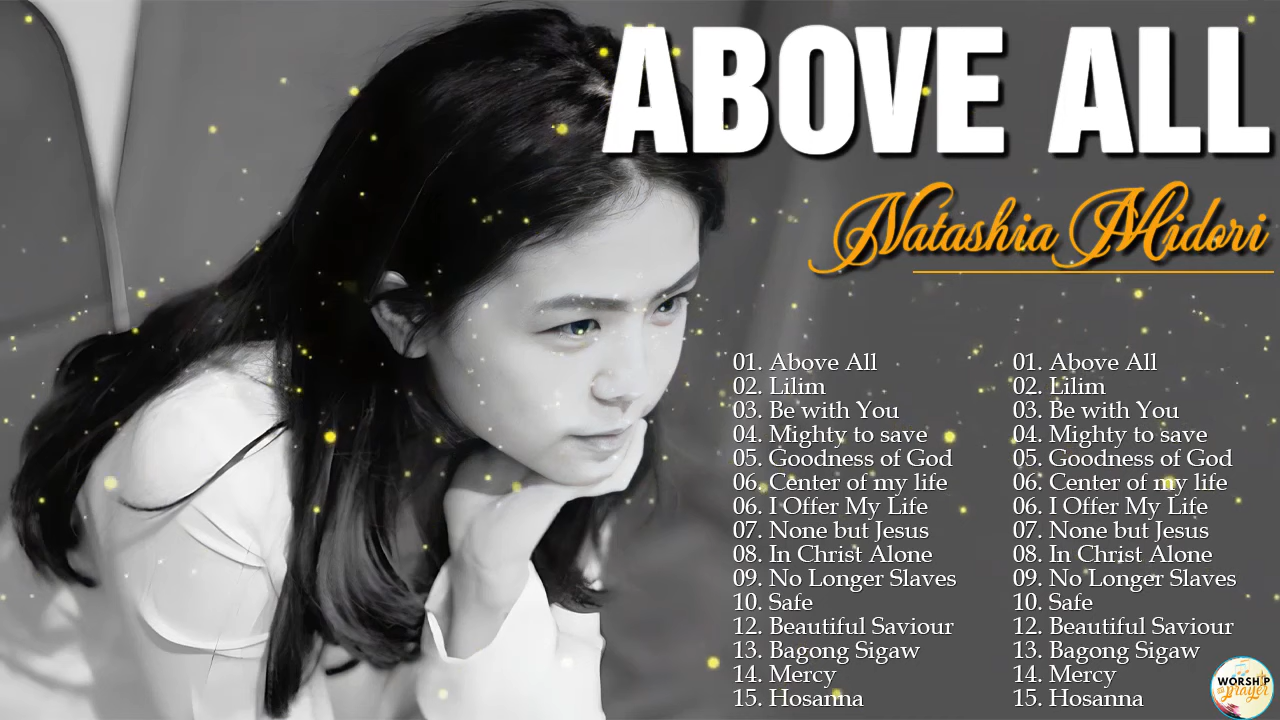 ABOVE ALL
Natashia Midori
01. Above All
02. Lilim
03. Be with You
04. Mighty to save
05. Goodness of God
06. Center of my life
06. I Offer My Life
07. None but Jesus
08. In Christ Alone
09. No Longer Slaves
10. Safe
12. Beautiful Saviour
13. Bagong Sigaw
14. Mercy
15. Hosanna
01. Above All
02. Lilim
03. Be with You
04. Mighty to save
05. Goodness of God
06. Center of my life
06. I Offer My Life
07. None but Jesus
08. In Christ Alone
09. No Longer Slaves
10. Safe
12. Beautiful Saviour
13. Bagong Sigaw
14. Mercy
15. Hosanna
WORSHIP
prayer